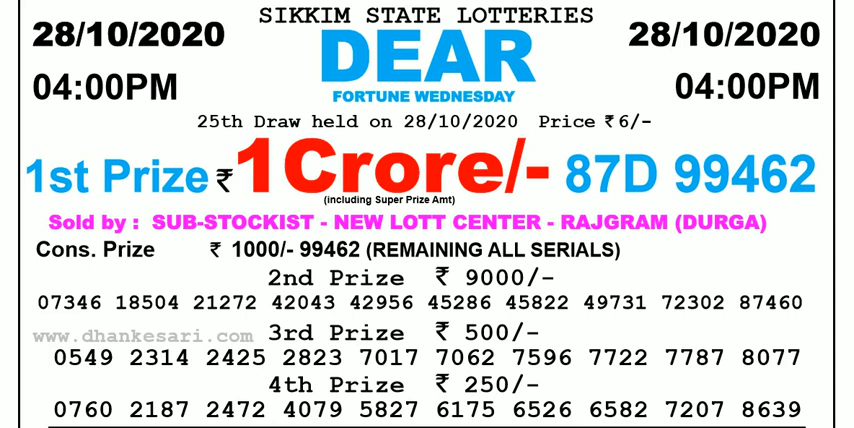 SIKKIM STATE LOTTERIES
28/10/2020 DEAR 28/10/2020
04:00PM FORTUNE WEDNESDAY 04:00PM
25th Draw held on 28/10/2020 Price ₹ 6/-
1st Prize ₹ 1Crore/- 87D 99462
(including Super Prize Amt)
Sold by : SUB-STOCKIST - NEW LOTT CENTER - RAJGRAM (DURGA)
Cons. Prize ₹ 1000/- 99462 (REMAINING ALL SERIALS)
2nd Prize ₹ 9000/-
07346 18504 21272 42043 42956 45286 45822 49731 72302 87460
www.dhankesari.com 3rd Prize ₹ 500/-
0549 2314 2425 2823 7017 7062 7596 7722 7787 8077
4th Prize ₹ 250/-
0760 2187 2472 4079 5827 6175 6526 6582 7207 8639